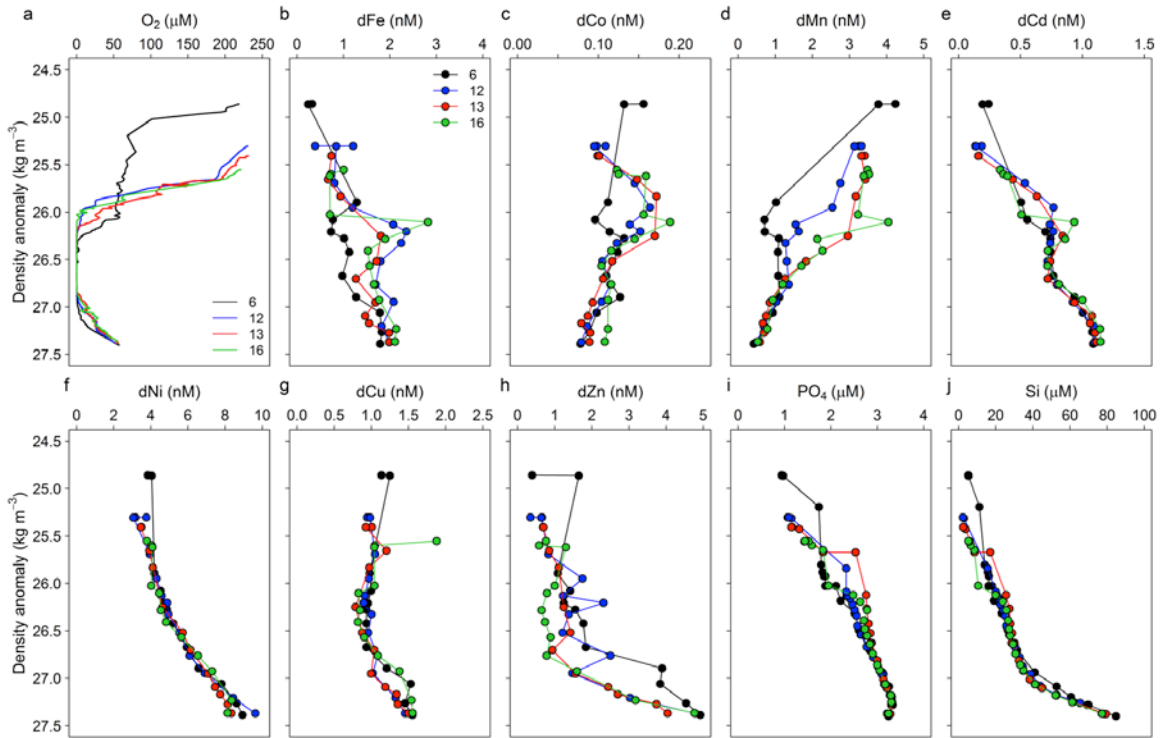 a O₂ (μM)
b dFe (nM)
c dCo (nM)
d dMn (nM)
e dCd (nM)
0 50 100 150 200 250
0 1 2 3 4
0.00 0.10 0.20
0 1 2 3 4 5
0.0 0.5 1.0 1.5
Density anomaly (kg m⁻³)
24.5
25.0
25.5
26.0
26.5
27.0
27.5
6
12
13
16
6
12
13
16
f dNi (nM)
g dCu (nM)
h dZn (nM)
i PO₄ (μM)
j Si (μM)
0 2 4 6 8 10
0.0 0.5 1.0 1.5 2.0 2.5
0 1 2 3 4 5
0 1 2 3 4
0 20 40 60 80 100
Density anomaly (kg m⁻³)
24.5
25.0
25.5
26.0
26.5
27.0
27.5